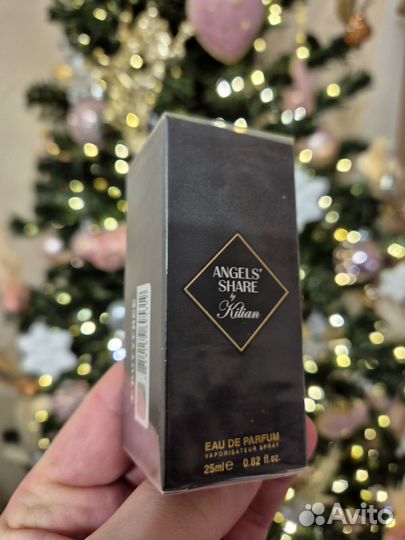 ANGELS'
SHARE
by
Kilian
EAU DE PARFUM
VAPORISATEUR SPRAY
25ml e 0.82 fl.oz.
Avito